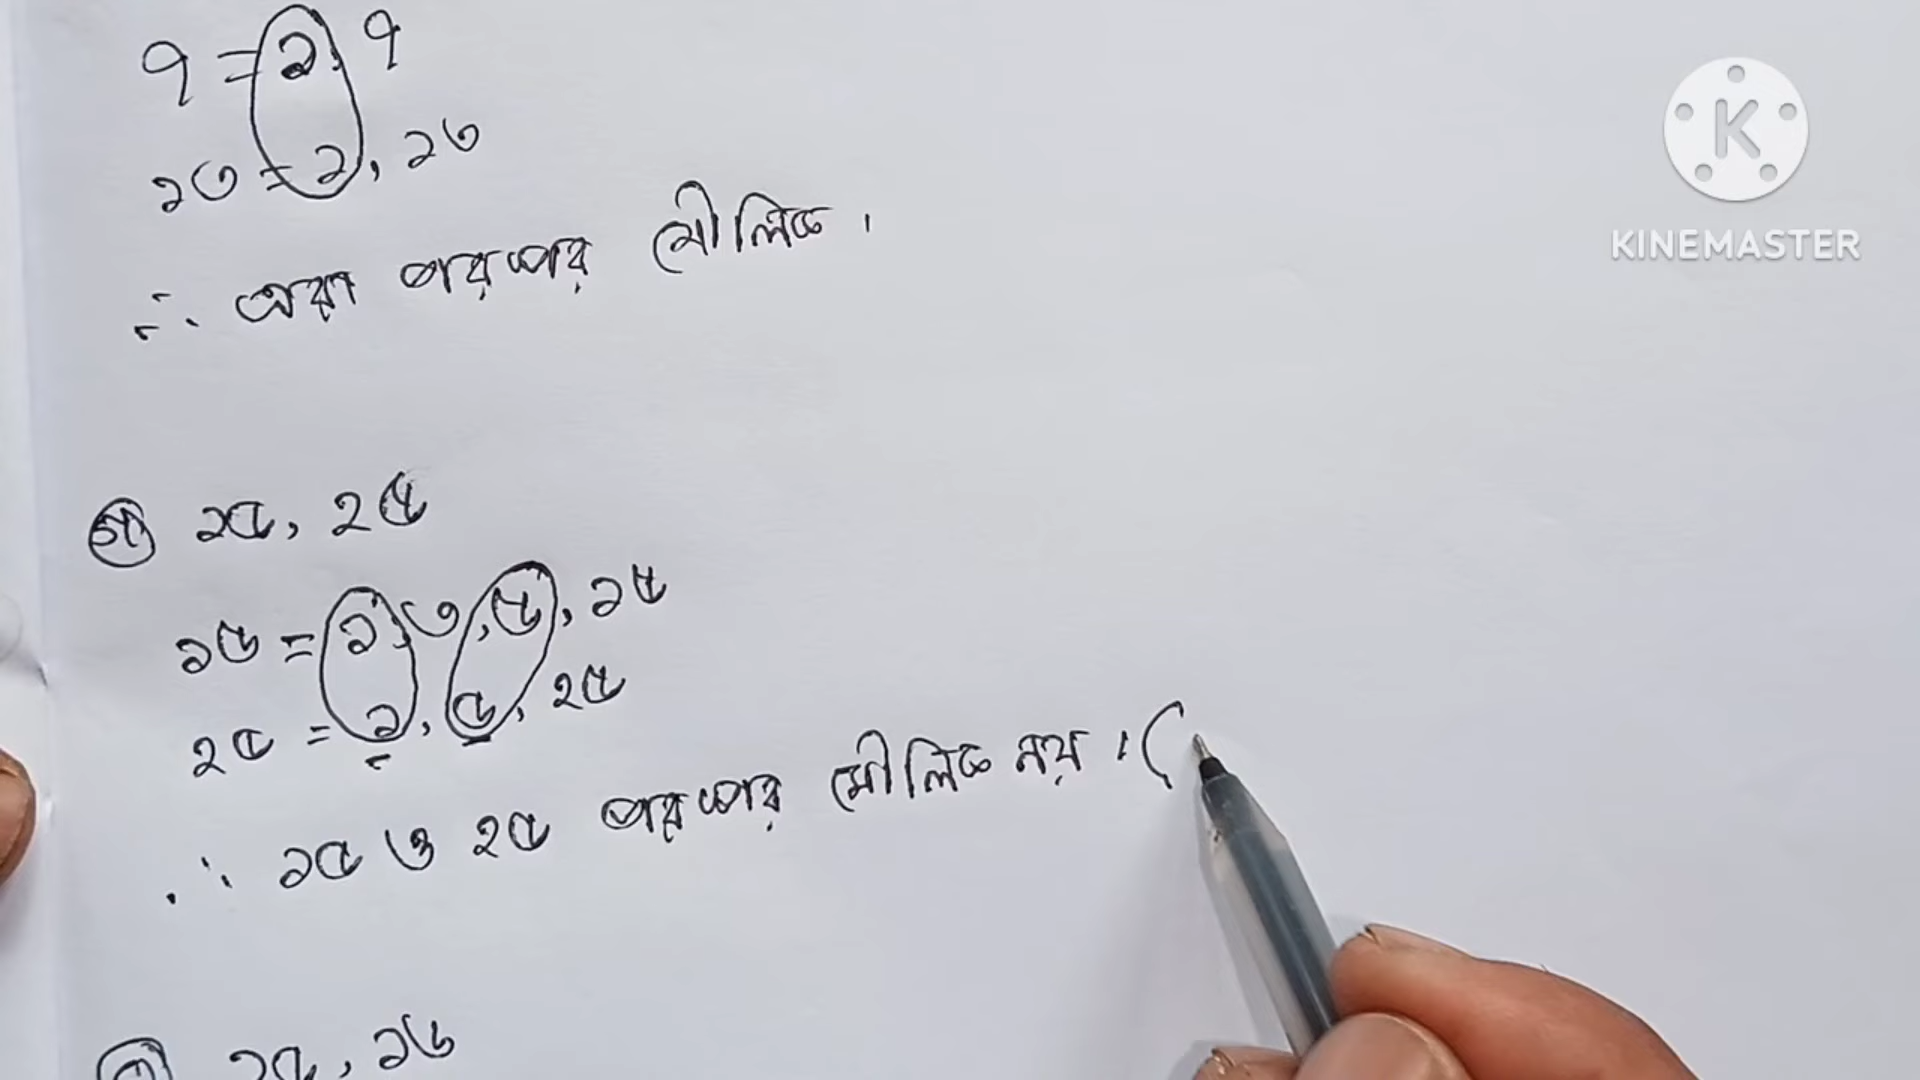 ৭ = ১, ৭
১৩ = ১, ১৩
∴ এরা পরস্পর মৌলিক।
১৫, ২৫
১৫ = ১, ৩, ৫, ১৫
২৫ = ১, ৫, ২৫
∴ ১৫ ও ২৫ পরস্পর মৌলিক নয়। (
১৫, ১৬
K
KINEMASTER